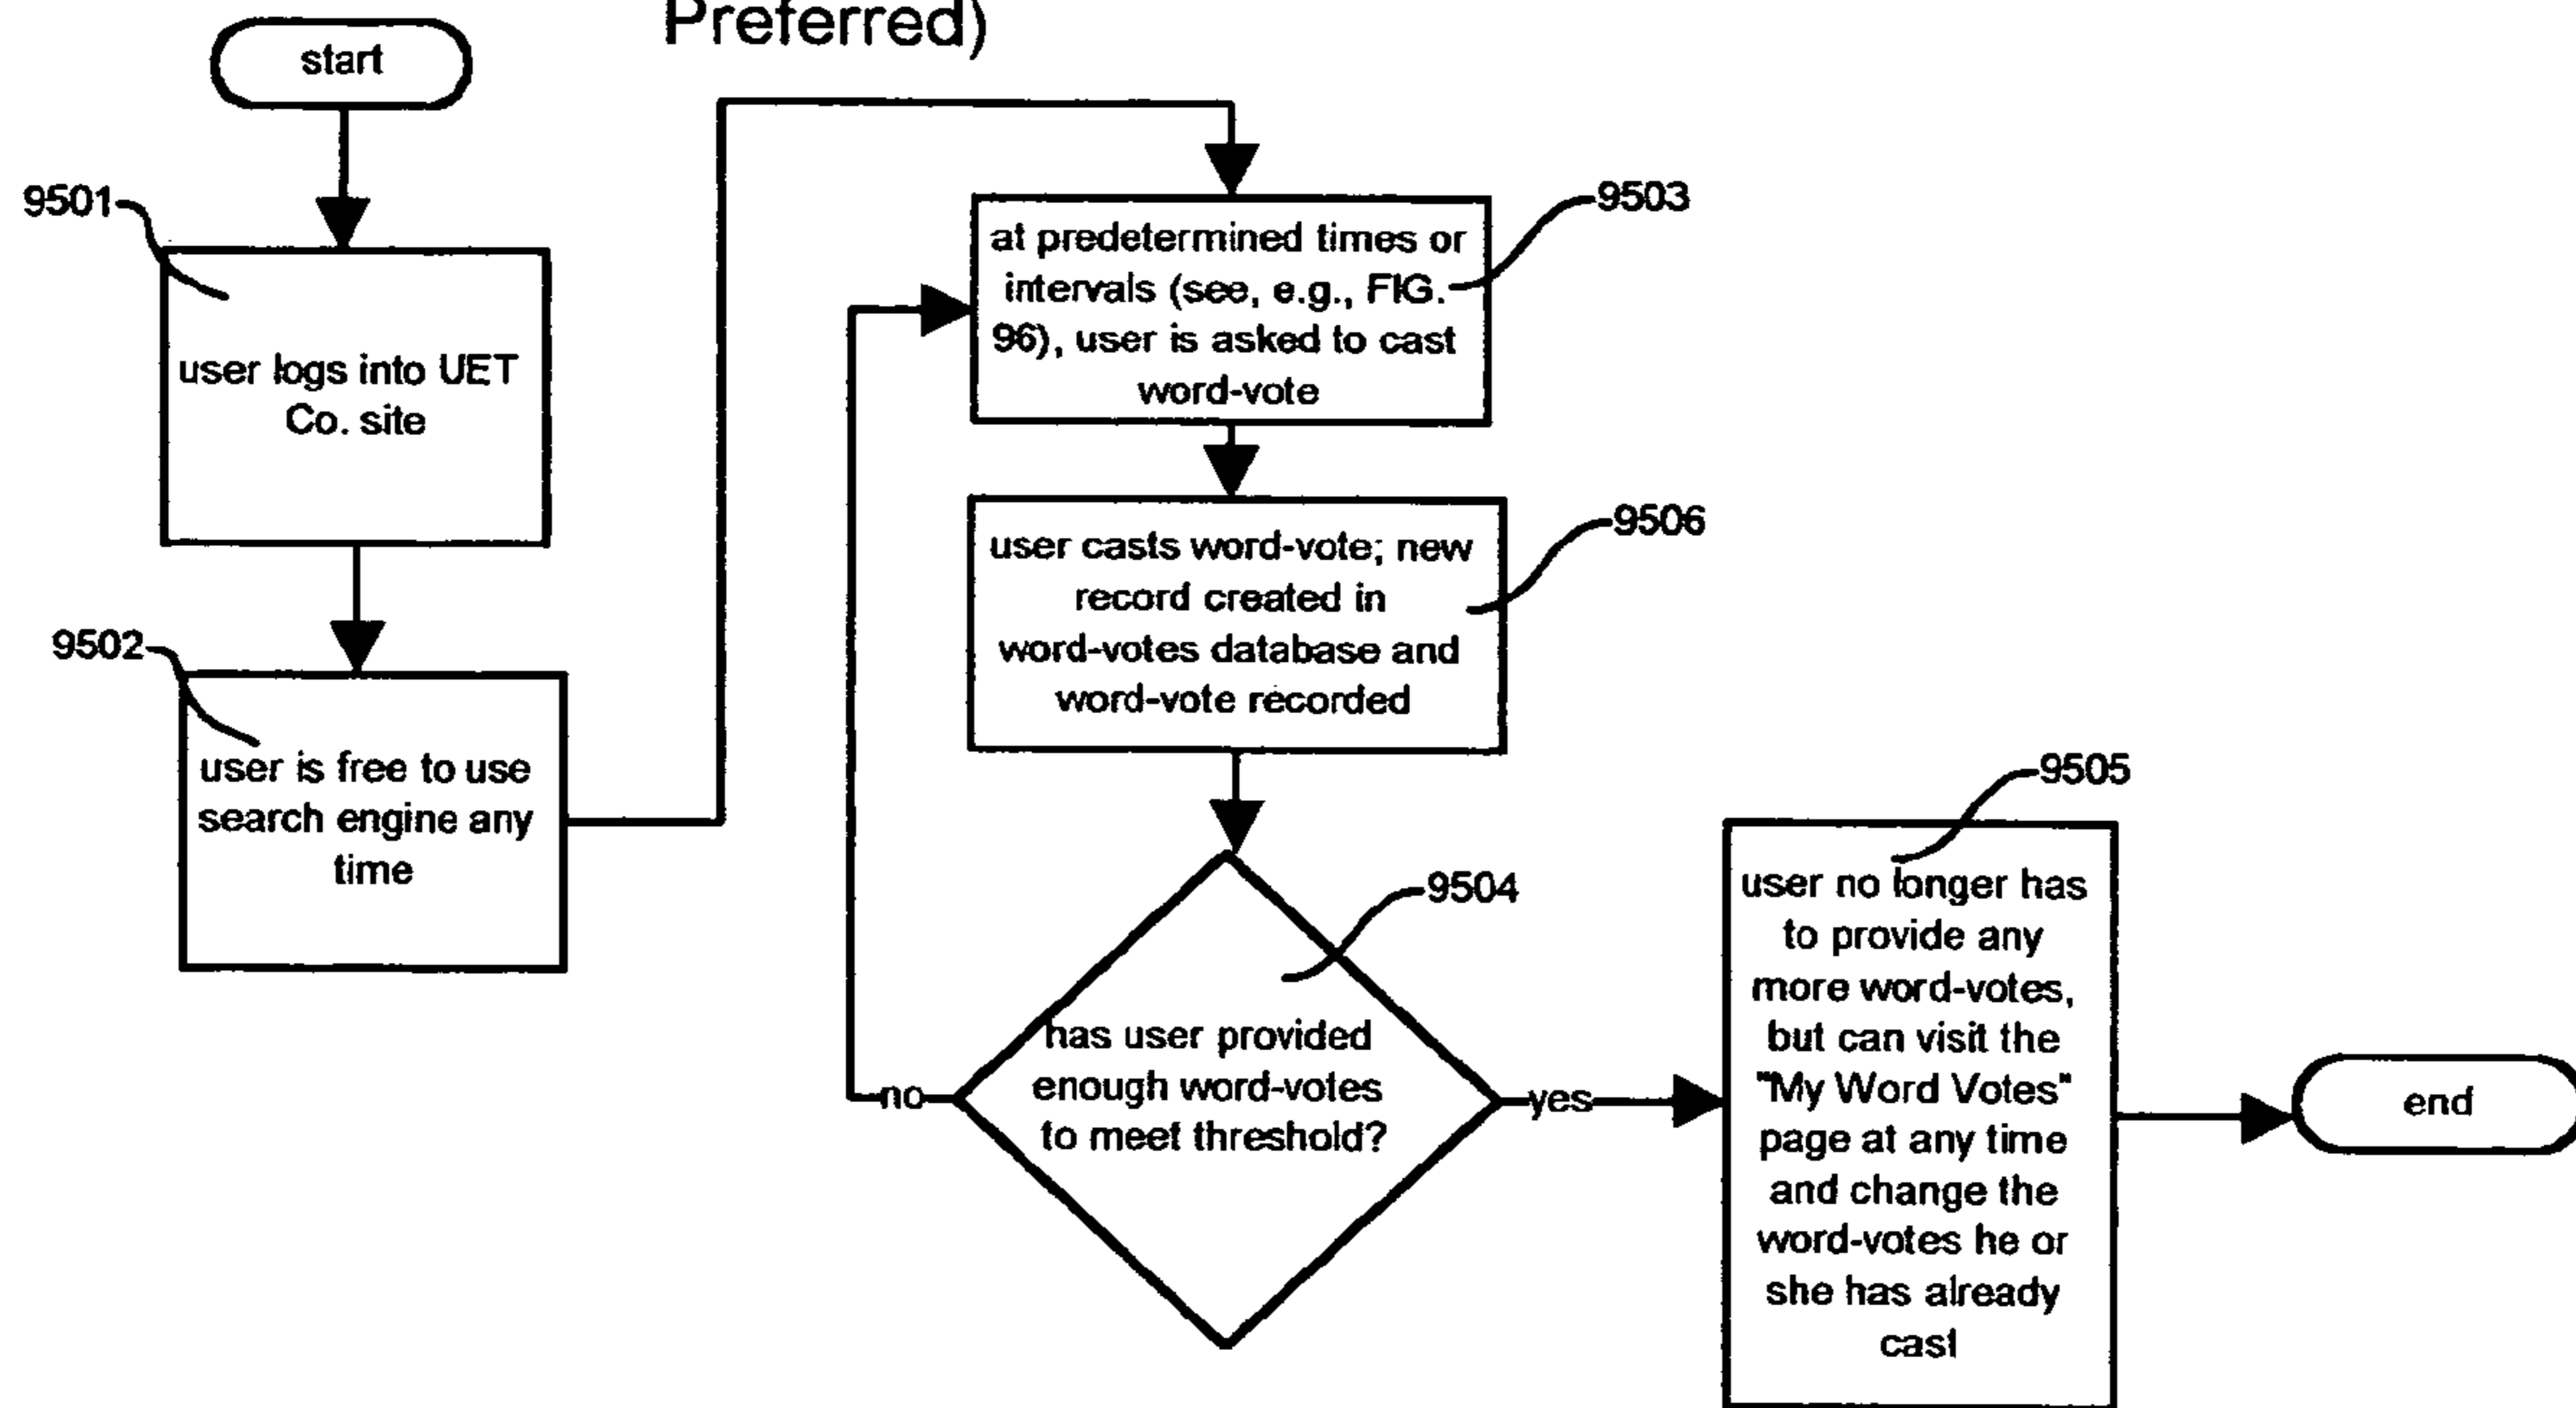 Preferred)
start
9501
user logs into UET
Co. site
9502
user is free to use
search engine any
time
9503
at predetermined times or
intervals (see, e.g., FIG.
96), user is asked to cast
word-vote
9506
user casts word-vote; new
record created in
word-votes database and
word-vote recorded
9504
has user provided
enough word-votes
to meet threshold?
no
yes
9505
user no longer has
to provide any
more word-votes,
but can visit the
"My Word Votes"
page at any time
and change the
word-votes he or
she has already
cast
end